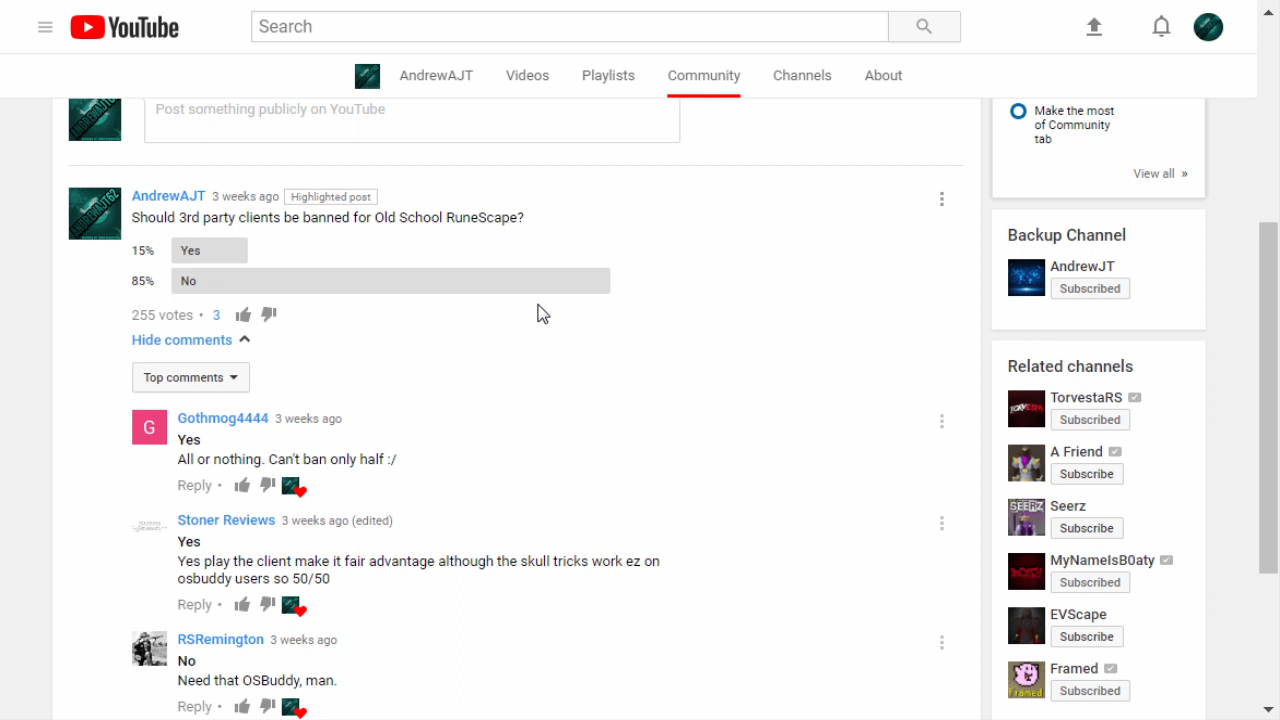 YouTube
Search
AndrewAJT
Videos
Playlists
Community
Channels
About
Post something publicly on YouTube
AndrewAJT 3 weeks ago Highlighted post
Should 3rd party clients be banned for Old School RuneScape?
15% Yes
85% No
255 votes • 3
Hide comments
Top comments
G
Gothmog4444 3 weeks ago
Yes
All or nothing. Can't ban only half :/
Reply •
Stoner Reviews 3 weeks ago (edited)
Yes
Yes play the client make it fair advantage although the skull tricks work ez on
osbuddy users so 50/50
Reply •
RSRemington 3 weeks ago
No
Need that OSBuddy, man.
Reply •
Make the most
of Community
tab
View all »
Backup Channel
AndrewJT
Subscribed
Related channels
TorvestaRS
Subscribed
A Friend
Subscribe
SEERZ
Seerz
Subscribe
MyNameIsB0aty
Subscribed
EVScape
Subscribe
framed
Framed
Subscribed